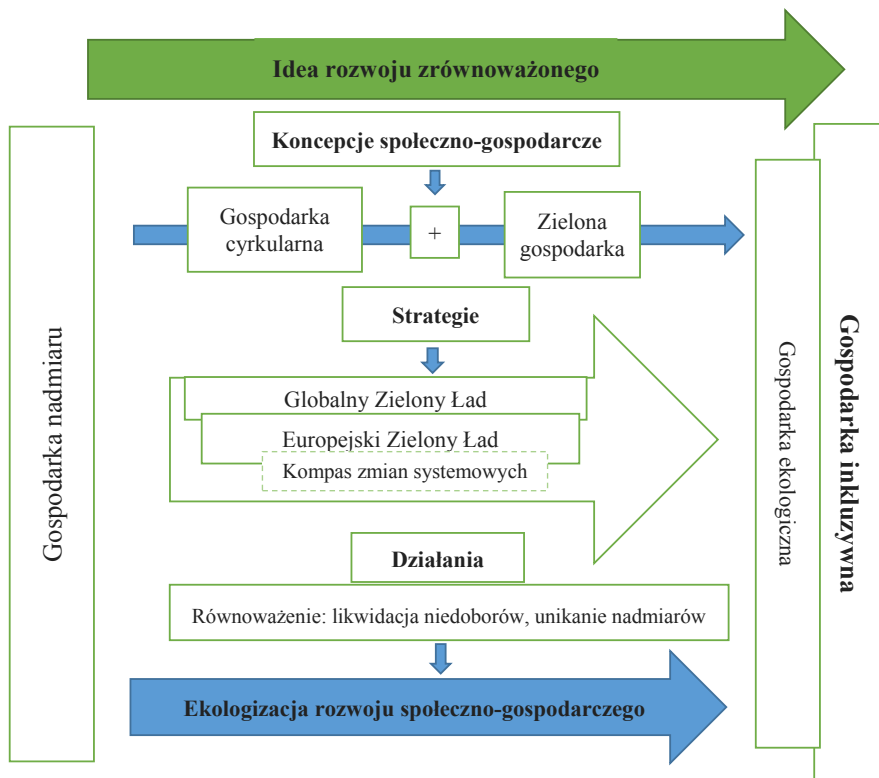 Idea rozwoju zrównoważonego
Koncepcje społeczno-gospodarcze
Gospodarka
cyrkularna
+
Zielona
gospodarka
Strategie
Globalny Zielony Ład
Europejski Zielony Ład
Kompas zmian systemowych
Działania
Równoważenie: likwidacja niedoborów, unikanie nadmiarów
Ekologizacja rozwoju społeczno-gospodarczego
Gospodarka nadmiaru
Gospodarka ekologiczna
Gospodarka inkluzywna